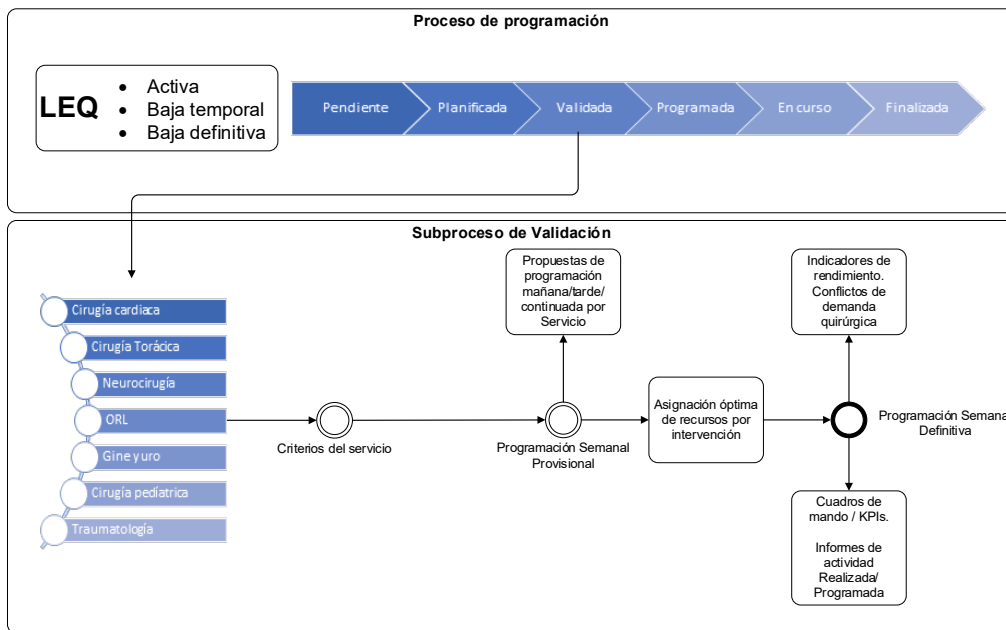 Proceso de programación
LEQ
• Activa
• Baja temporal
• Baja definitiva
Pendiente
Planificada
Validada
Programada
En curso
Finalizada
Subproceso de Validación
Cirugía cardiaca
Cirugía Torácica
Neurocirugía
ORL
Gine y uro
Cirugía pedíatrica
Traumatología
Criterios del servicio
Propuestas de
programación
mañana/tarde/
continuada por
Servicio
Programación Semanal
Provisional
Asignación óptima
de recursos por
intervención
Indicadores de
rendimiento.
Conflictos de
demanda
quirúrgica
Programación Semana
Definitiva
Cuadros de
mando / KPIs.
Informes de
actividad
Realizada/
Programada